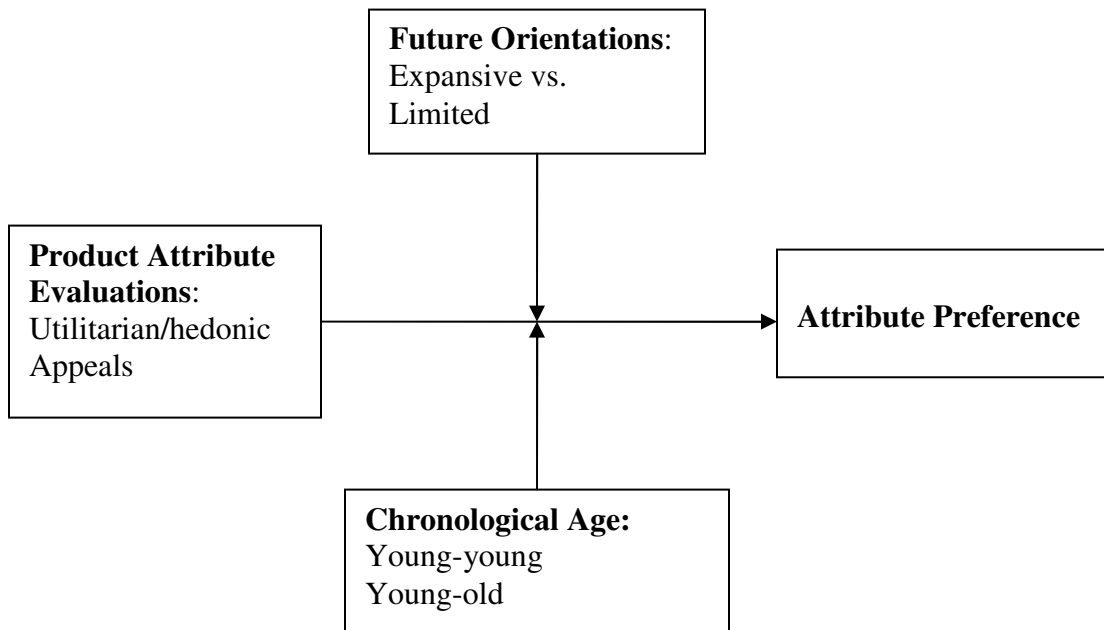 Future Orientations:
Expansive vs.
Limited
Product Attribute
Evaluations:
Utilitarian/hedonic
Appeals
Attribute Preference
Chronological Age:
Young-young
Young-old